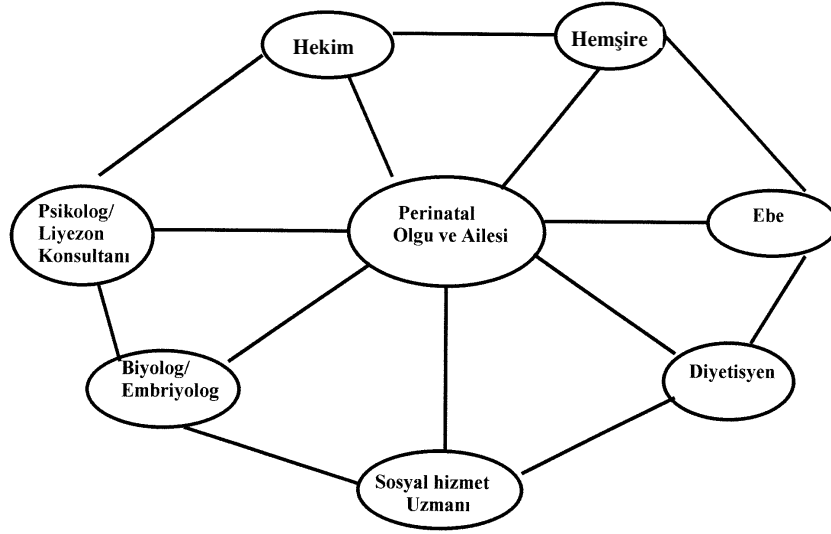 Hekim
Hemşire
Psikolog/
Liyezon
Konsultanı
Perinatal
Olgu ve Ailesi
Ebe
Biyolog/
Embriyolog
Diyetisyen
Sosyal hizmet
Uzmanı